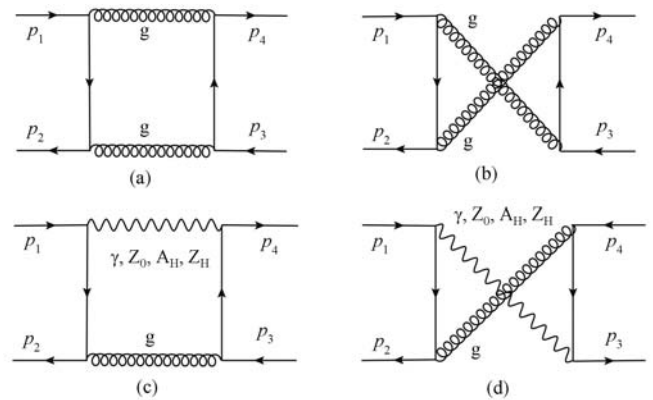 p1 g p4
p2 g p3
(a)
p1 g p4
p2 g p3
(b)
p1 γ, Z0, AH, ZH p4
p2 g p3
(c)
γ, Z0, AH, ZH
p1 p4
p2 g p3
(d)